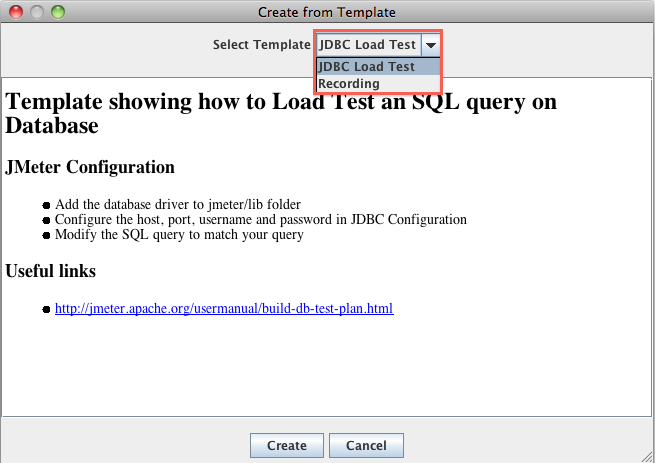 Create from Template
Select Template JDBC Load Test
JDBC Load Test
Recording
Template showing how to Load Test an SQL query on
Database
JMeter Configuration
Add the database driver to jmeter/lib folder
Configure the host, port, username and password in JDBC Configuration
Modify the SQL query to match your query
Useful links
http://jmeter.apache.org/usermanual/build-db-test-plan.html
Create Cancel